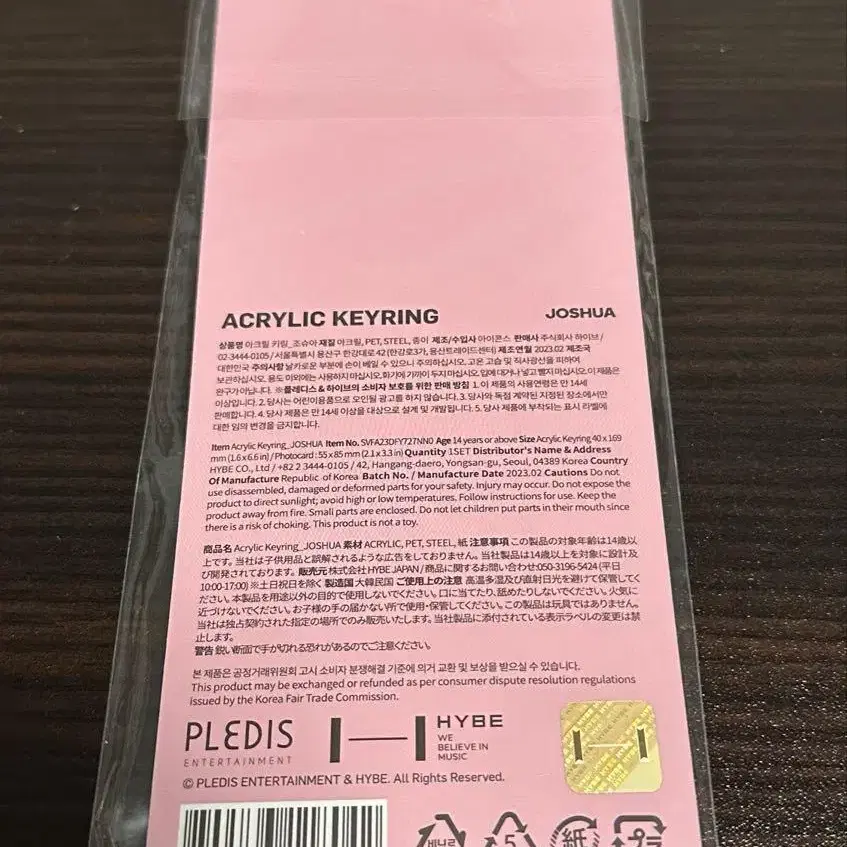 ACRYLIC KEYRING
JOSHUA
상품명 아크릴 키링_조슈아 재질 아크릴, PET, STEEL, 종이 제조/수입사 아이콘스 판매사 주식회사 하이브 /
02-3444-0105 / 서울특별시 용산구 한강대로 42 (한강로3가, 용산트레이드센터) 제조연월 2023.02 제조국
대한민국 주의사항 날카로운 부분에 손이 베일 수 있으니 주의하십시오. 고온 고습 및 직사광선을 피하여
보관하십시오. 용도 이외에는 사용하지 마십시오. 화기에 가까이 두지 마십시오. 입에 대거나 넣고 빨지 마십시오. 이 제품은
완구가 아닙니다. ※플레디스 & 하이브의 소비자 보호를 위한 판매 방침 1. 이 제품의 사용연령은 만 14세
이상입니다. 2. 당사는 어린이용품으로 오인될 광고를 하지 않습니다. 3. 당사와 독점 계약된 지정된 장소에서만
판매합니다. 4. 당사 제품은 만 14세 이상을 대상으로 설계 및 개발됩니다. 5. 당사 제품에 부착되는 표시 라벨에
대한 임의 변경을 금지합니다.
Item Acrylic Keyring_JOSHUA Item No. SVFA23DFY727NN0 Age 14 years or above Size Acrylic Keyring 40 x 169
mm (1.6 x 6.6 in) / Photocard : 55 x 85 mm (2.1 x 3.3 in) Quantity 1SET Distributor's Name & Address
HYBE CO., Ltd / +82 2 3444-0105 / 42, Hangang-daero, Yongsan-gu, Seoul, 04389 Korea Country
Of Manufacture Republic of Korea Batch No. / Manufacture Date 2023.02 Cautions Do not
use disassembled, damaged or deformed parts for your safety. Injury may occur. Do not expose the
product to direct sunlight; avoid high or low temperatures. Follow instructions for use. Keep the
product away from fire. Small parts are enclosed. Do not let children put parts in their mouth since
there is a risk of choking. This product is not a toy.
商品名 Acrylic Keyring_JOSHUA 素材 ACRYLIC, PET, STEEL, 紙 注意事項 この製品の対象年齢は14歳以
上です。当社は子供用品と誤解されるような広告をしておりません。当社製品は14歳以上を対象に設計及
び開発されております。販売元 株式会社 HYBE JAPAN / 商品に関するお問い合わせ:050-3196-5424 (平日
10:00-17:00) ※土日祝日を除く 製造国 大韓民国 ご使用上の注意 高温多湿及び直射日光を避けて保管してく
ださい。本製品を用途以外の目的で使用しないでください。口に当てたり、舐めたりしないでください。火気に
近づけないでください。お子様の手の届かない所で使用・保管してください。この製品は玩具ではありません。
当社は独占契約された指定の場所でのみ販売いたします。当社製品に添付されている表示ラベルの変更は禁
止します。
警告 鋭い断面で手が切れる恐れがあるのでご注意ください。
본 제품은 공정거래위원회 고시 소비자 분쟁해결 기준에 의거 교환 및 보상을 받으실 수 있습니다.
This product may be exchanged or refunded as per consumer dispute resolution regulations
issued by the Korea Fair Trade Commission.
PLEDIS
ENTERTAINMENT
HYBE
WE
BELIEVE IN
MUSIC
© PLEDIS ENTERTAINMENT & HYBE. All Rights Reserved.
비닐류
5
紙